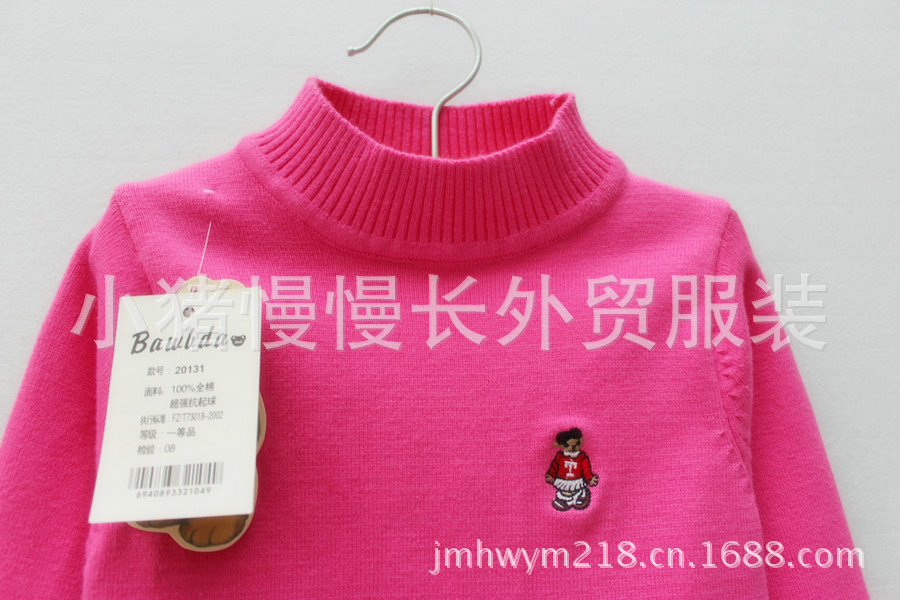 小猪慢慢长外贸服装
Bawbda
款号：20131
面料：100%全棉
超强抗起球
执行标准：FZ/T73018-2002
等级：一等品
检验：08
6940893321049
T
jmhwym218.cn.1688.com